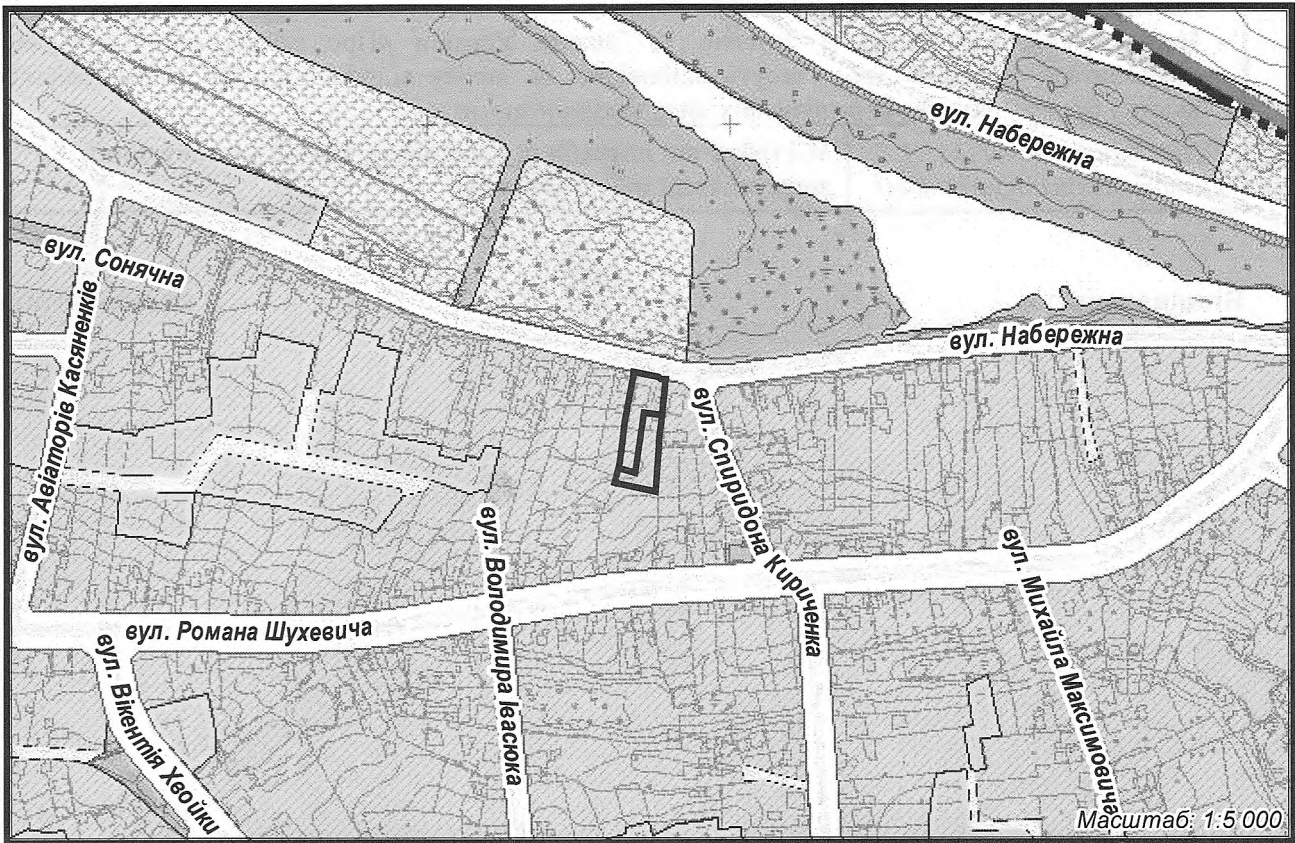 вул. Набережна
вул. Сонячна
вул. Набережна
вул. Авіаторів Касяненків
вул. Спиридона Кириченка
вул. Володимира Івасюка
вул. Михайла Максимовича
вул. Романа Шухевича
вул. Вікентія Хвойки
Масштаб: 1:5 000